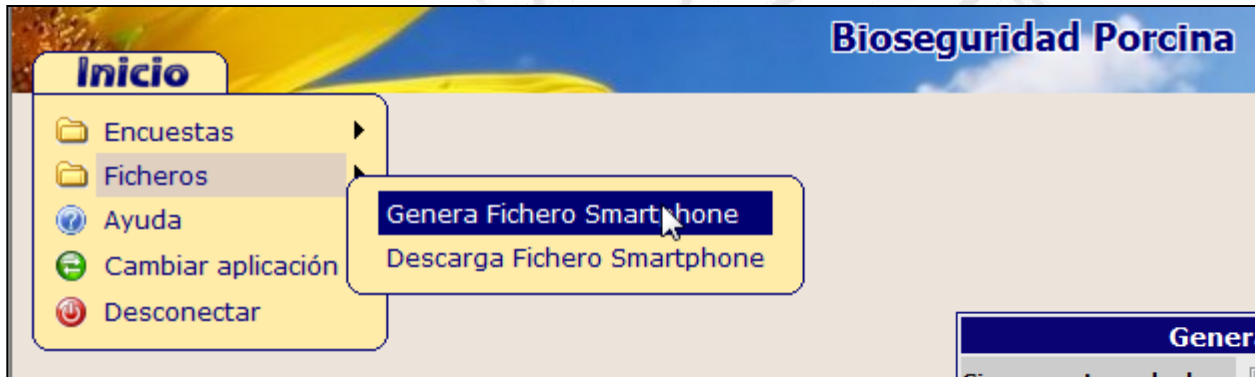 Bioseguridad Porcina
Inicio
Encuestas
Ficheros
Genera Fichero Smartphone
Descarga Fichero Smartphone
Ayuda
Cambiar aplicación
Desconectar